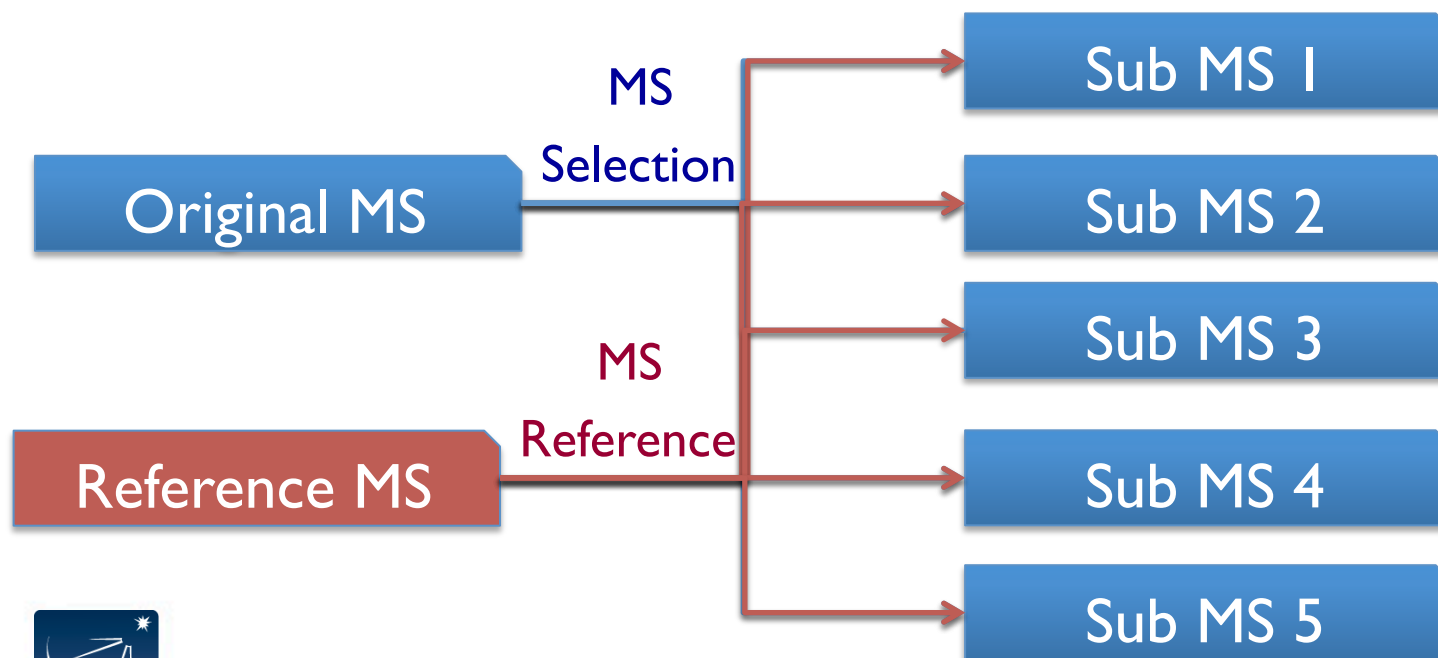 MS
Selection
Original MS
MS
Reference
Reference MS
Sub MS 1
Sub MS 2
Sub MS 3
Sub MS 4
Sub MS 5